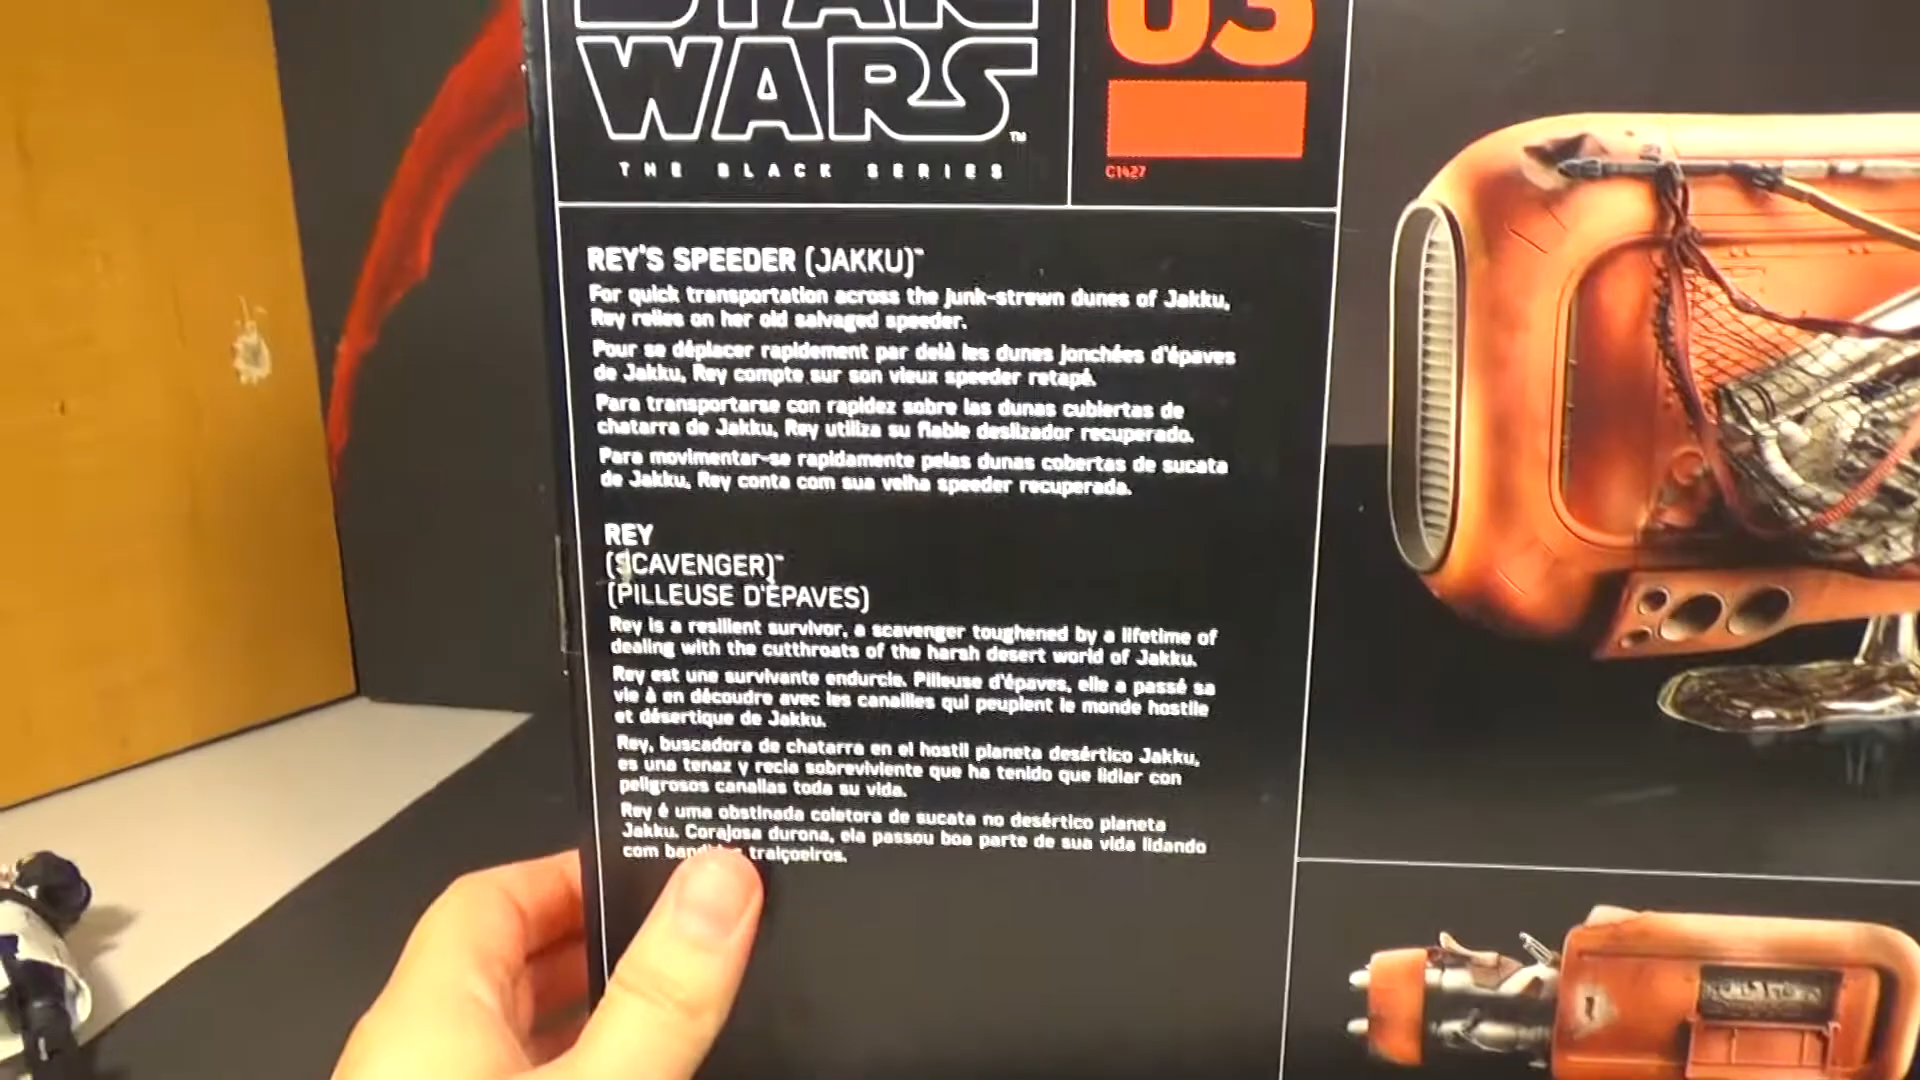 STAR
WARS™
THE BLACK SERIES
03
C1427
REY'S SPEEDER (JAKKU)™
For quick transportation across the junk-strewn dunes of Jakku,
Rey relies on her old salvaged speeder.
Pour se déplacer rapidement par delà les dunes jonchées d'épaves
de Jakku, Rey compte sur son vieux speeder retapé.
Para transportarse con rapidez sobre las dunas cubiertas de
chatarra de Jakku, Rey utiliza su fiable deslizador recuperado.
Para movimentar-se rapidamente pelas dunas cobertas de sucata
de Jakku, Rey conta com sua velha speeder recuperada.
REY
(SCAVENGER)™
(PILLEUSE D'ÉPAVES)
Rey is a resilient survivor, a scavenger toughened by a lifetime of
dealing with the cutthroats of the harsh desert world of Jakku.
Rey est une survivante endurcie. Pilleuse d'épaves, elle a passé sa
vie à en découdre avec les canailles qui peuplent le monde hostile
et désertique de Jakku.
Rey, buscadora de chatarra en el hostil planeta desértico Jakku,
es una tenaz y recia sobreviviente que ha tenido que lidiar con
peligrosos canallas toda su vida.
Rey é uma obstinada coletora de sucata no desértico planeta
Jakku. Corajosa durona, ela passou boa parte de sua vida lidando
com traiçoeiros.